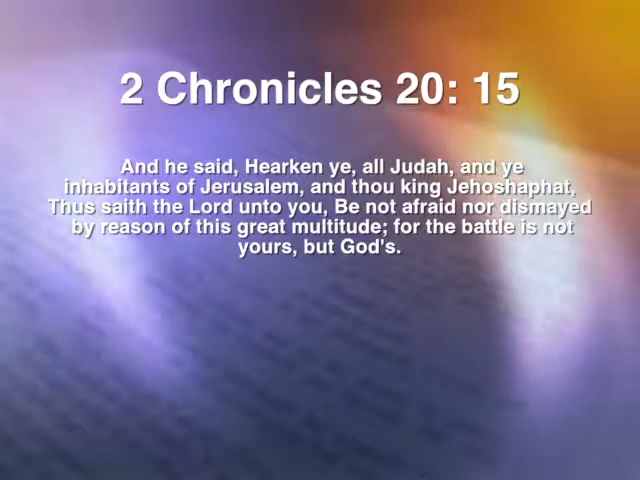 2 Chronicles 20: 15
And he said, Hearken ye, all Judah, and ye
inhabitants of Jerusalem, and thou king Jehoshaphat,
Thus saith the Lord unto you, Be not afraid nor dismayed
by reason of this great multitude; for the battle is not
yours, but God's.